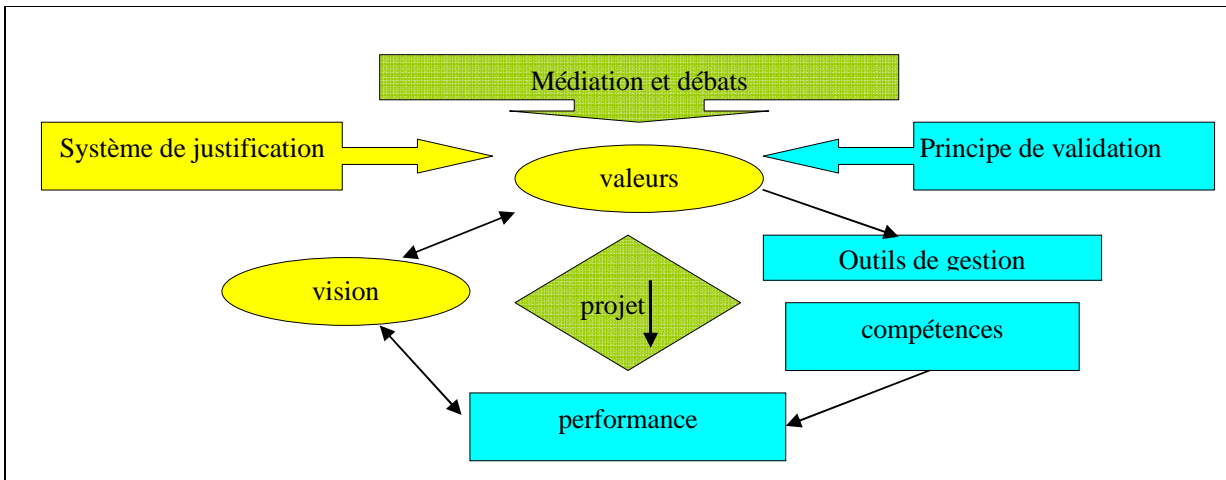 Médiation et débats
Système de justification
Principe de validation
valeurs
Outils de gestion
vision
projet
compétences
performance